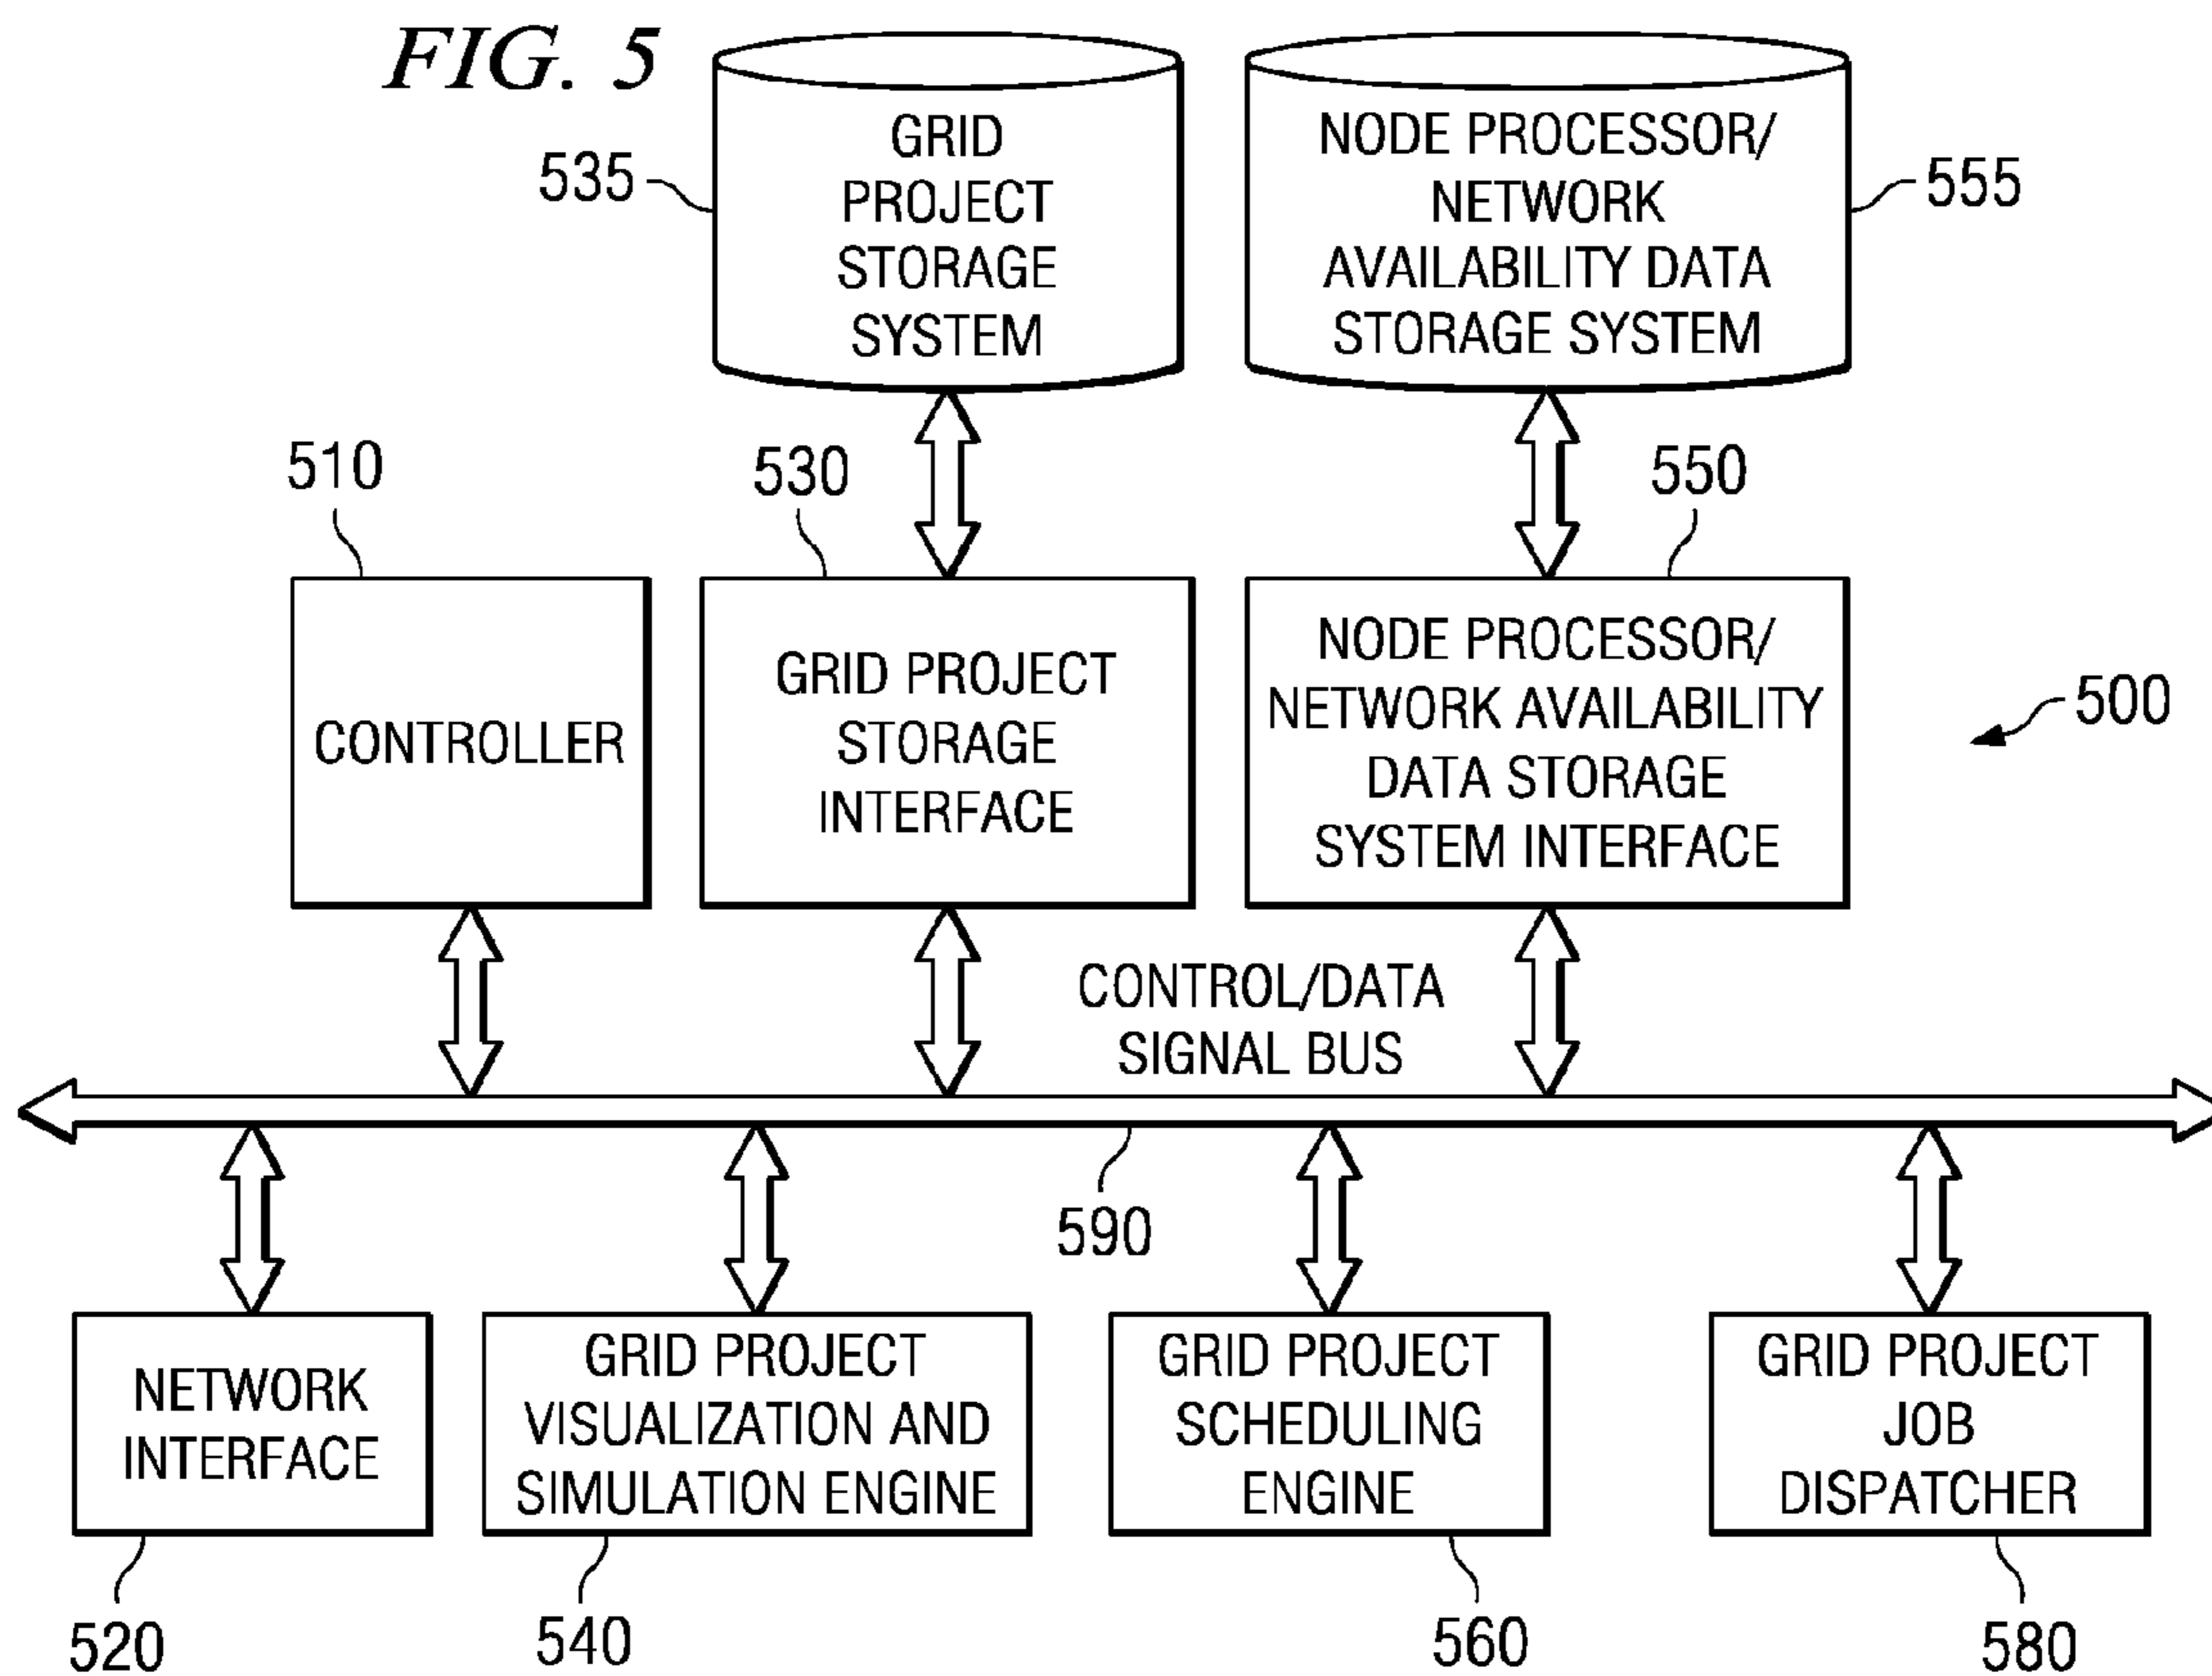 FIG. 5
GRID
PROJECT
STORAGE
SYSTEM
535
NODE PROCESSOR/
NETWORK
AVAILABILITY DATA
STORAGE SYSTEM
555
510
530
550
CONTROLLER
GRID PROJECT
STORAGE
INTERFACE
NODE PROCESSOR/
NETWORK AVAILABILITY
DATA STORAGE
SYSTEM INTERFACE
500
CONTROL/DATA
SIGNAL BUS
590
NETWORK
INTERFACE
GRID PROJECT
VISUALIZATION AND
SIMULATION ENGINE
GRID PROJECT
SCHEDULING
ENGINE
GRID PROJECT
JOB
DISPATCHER
520
540
560
580